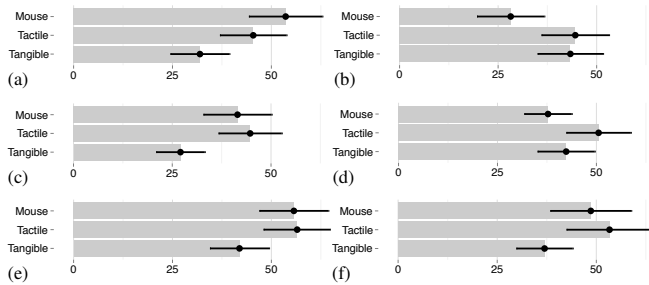 Mouse
Tactile
Tangible
(a)
0 25 50
Mouse
Tactile
Tangible
(b)
0 25 50
Mouse
Tactile
Tangible
(c)
0 25 50
Mouse
Tactile
Tangible
(d)
0 25 50
Mouse
Tactile
Tangible
(e)
0 25 50
Mouse
Tactile
Tangible
(f)
0 25 50